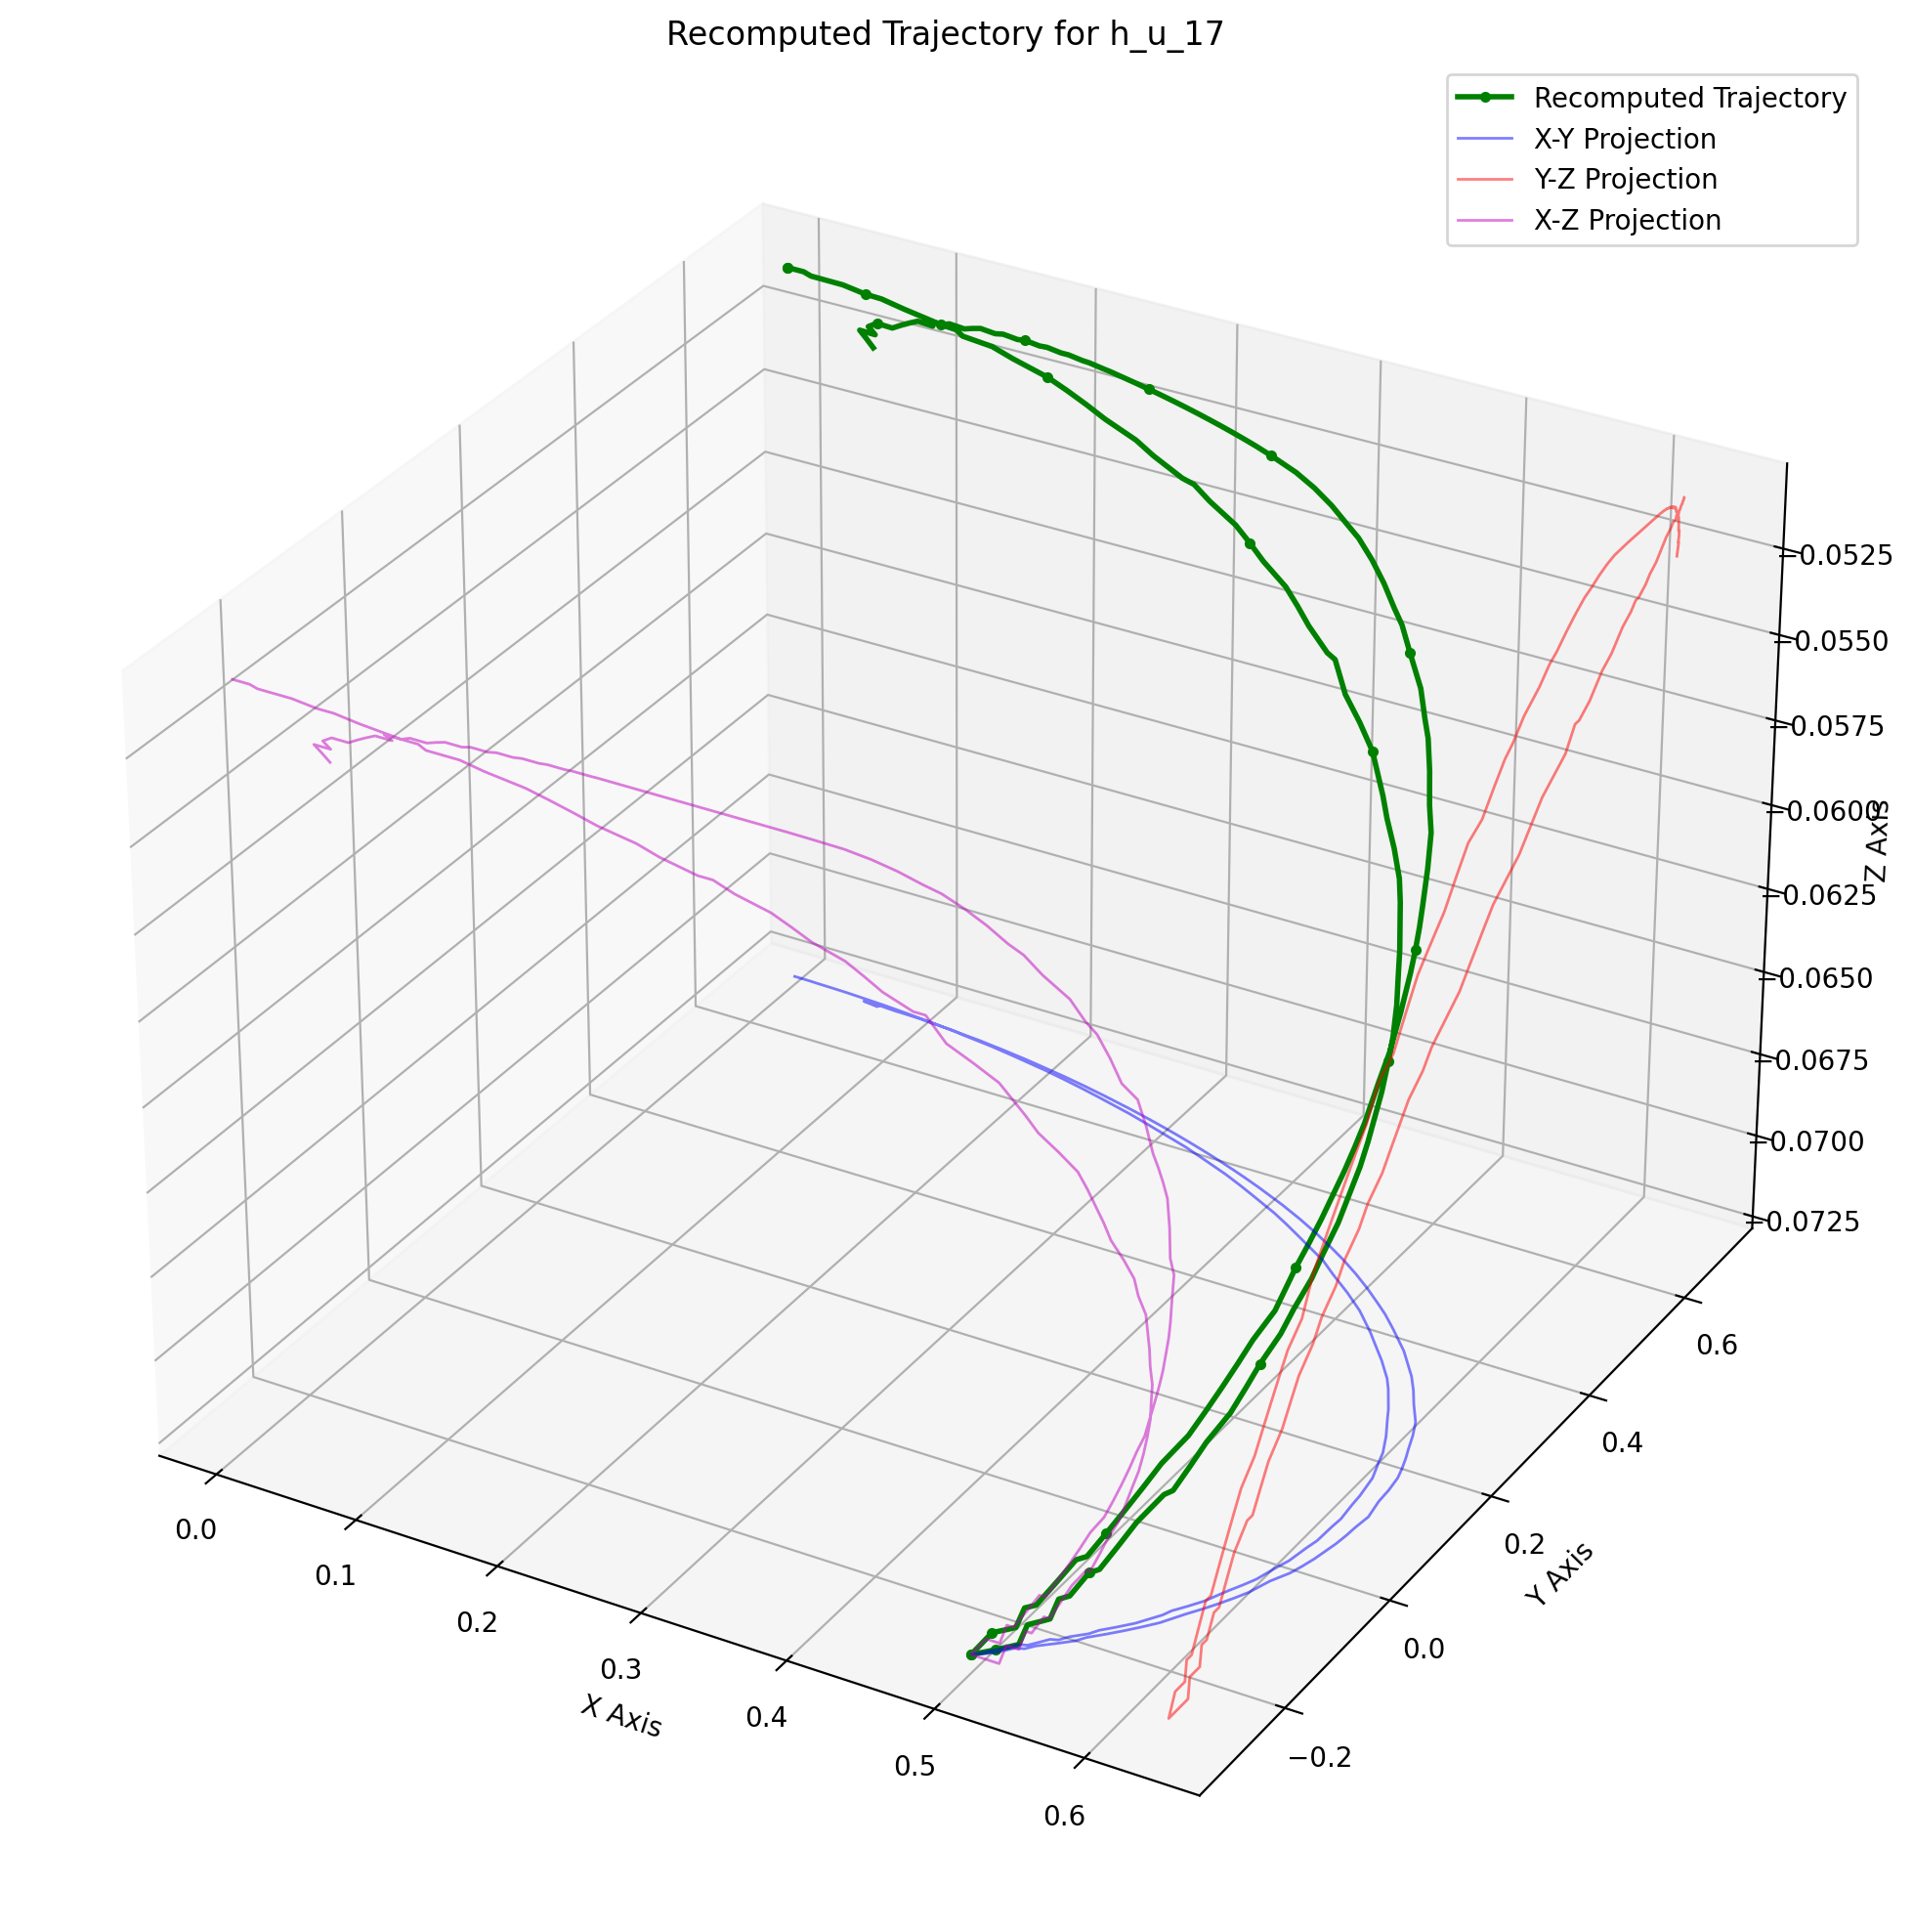 Recomputed Trajectory for h_u_17
Recomputed Trajectory
X-Y Projection
Y-Z Projection
X-Z Projection
0.0525
0.0550
0.0575
0.0600
Z Axis
0.0625
0.0650
0.0675
0.0700
0.0725
0.6
0.4
0.2
Y Axis
0.0
−0.2
0.0
0.1
0.2
0.3
X Axis
0.4
0.5
0.6